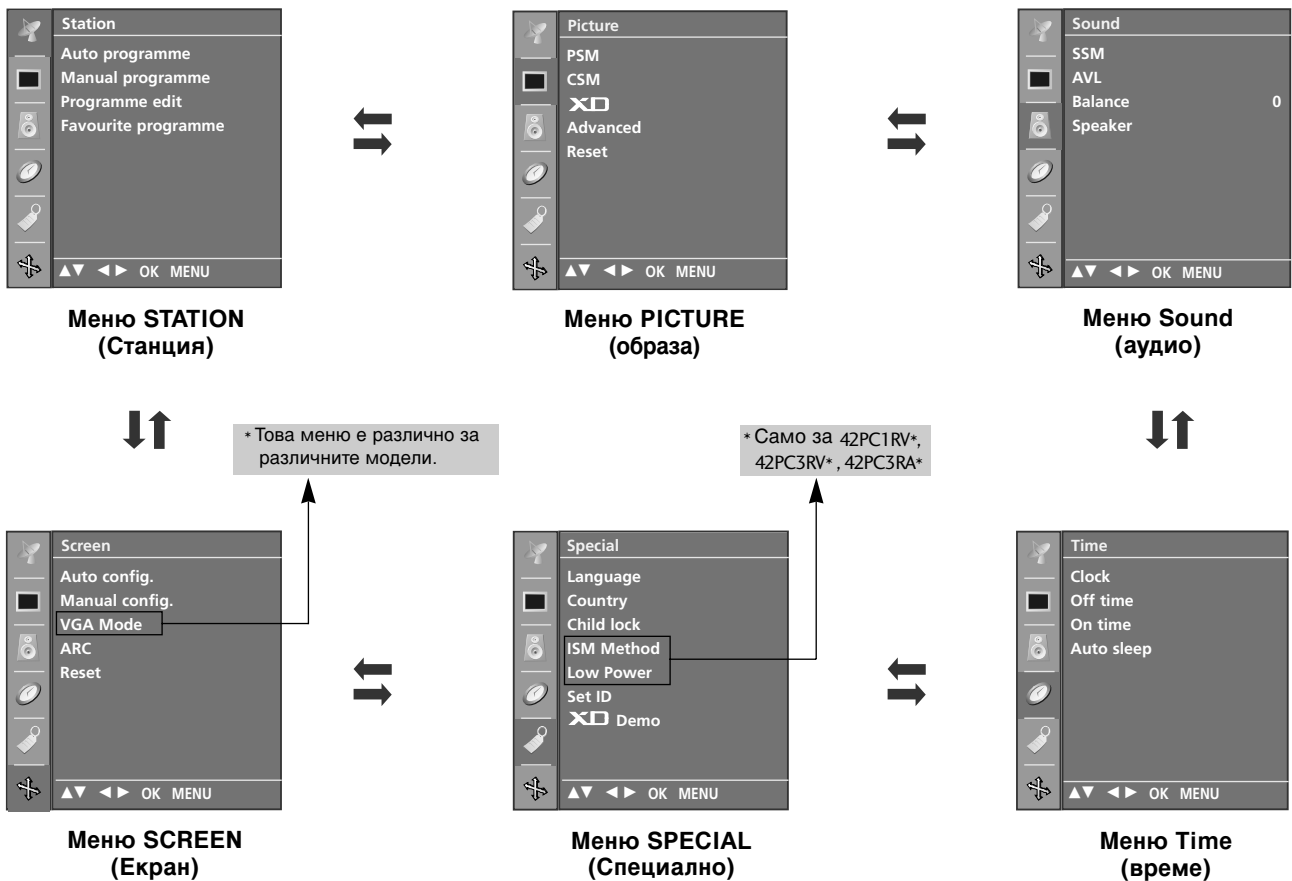 Station
Auto programme
Manual programme
Programme edit
Favourite programme
▲▼ ◄► OK MENU
Меню STATION
(Станция)
Picture
PSM
CSM
XD
Advanced
Reset
▲▼ ◄► OK MENU
Меню PICTURE
(образа)
Sound
SSM
AVL
Balance 0
Speaker
▲▼ ◄► OK MENU
Меню Sound
(аудио)
* Това меню е различно за
различните модели.
* Само за 42PC1RV*,
42PC3RV* , 42PC3RA*
Screen
Auto config.
Manual config.
VGA Mode
ARC
Reset
▲▼ ◄► OK MENU
Меню SCREEN
(Екран)
Special
Language
Country
Child lock
ISM Method
Low Power
Set ID
XD Demo
▲▼ ◄► OK MENU
Меню SPECIAL
(Специално)
Time
Clock
Off time
On time
Auto sleep
▲▼ ◄► OK MENU
Меню Time
(време)